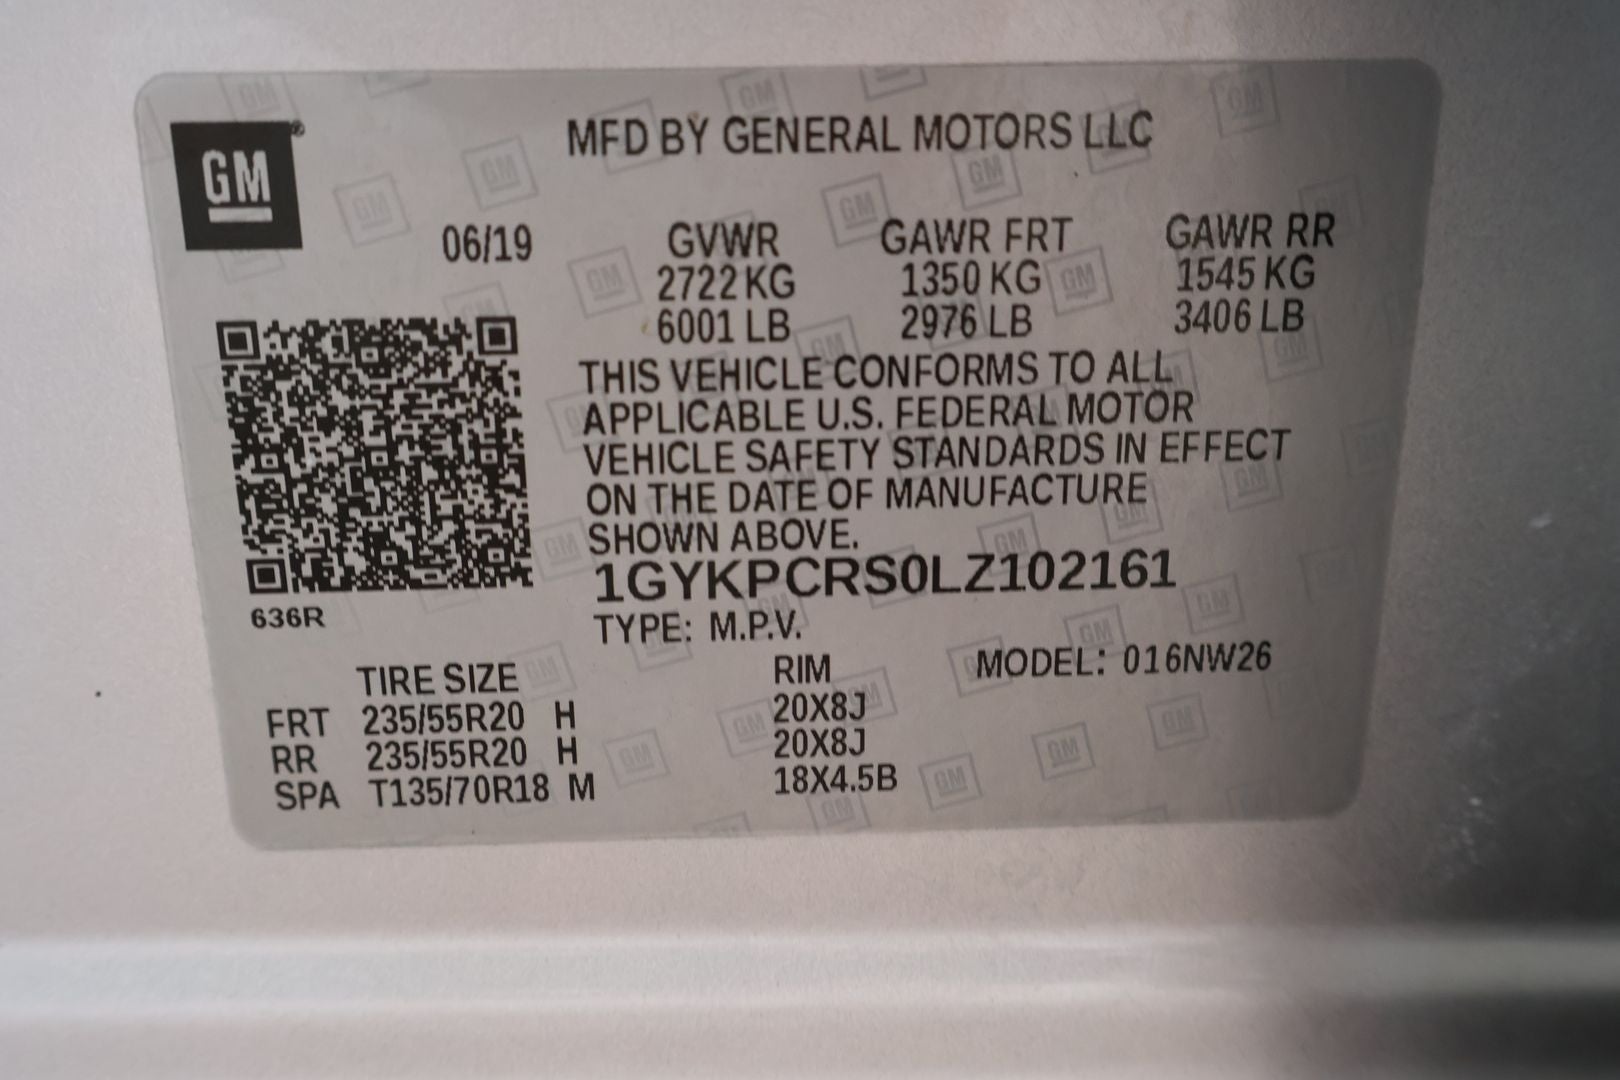 GM
MFD BY GENERAL MOTORS LLC
06/19
GVWR GAWR FRT GAWR RR
2722 KG 1350 KG 1545 KG
6001 LB 2976 LB 3406 LB
THIS VEHICLE CONFORMS TO ALL
APPLICABLE U.S. FEDERAL MOTOR
VEHICLE SAFETY STANDARDS IN EFFECT
ON THE DATE OF MANUFACTURE
SHOWN ABOVE.
1GYKPCRS0LZ102161
636R
TYPE: M.P.V.
TIRE SIZE RIM MODEL: 016NW26
FRT 235/55R20 H 20X8J
RR 235/55R20 H 20X8J
SPA T135/70R18 M 18X4.5B